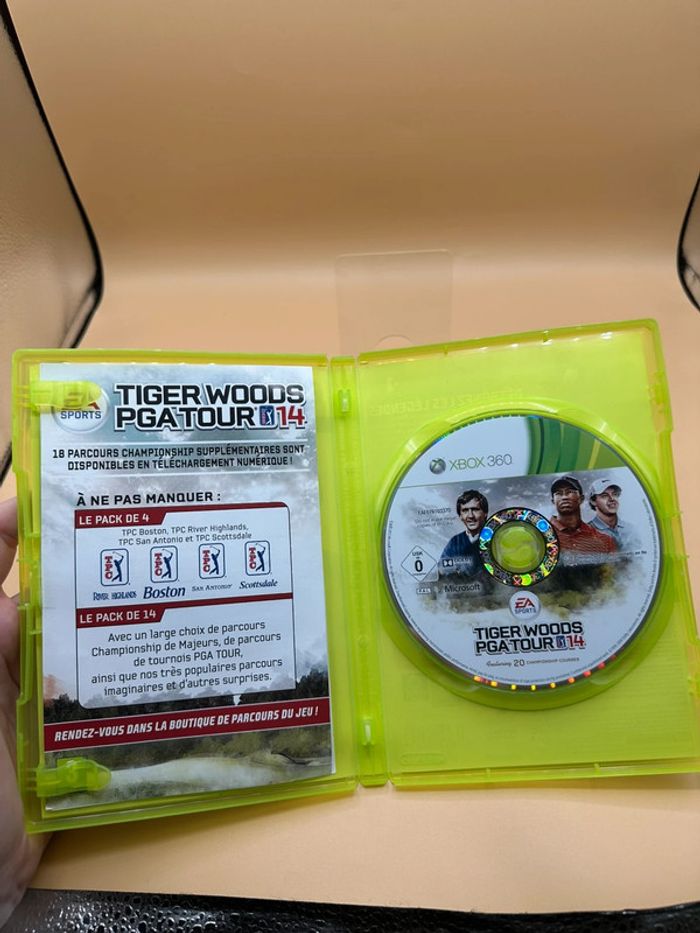 EA
SPORTS
TIGER WOODS
PGA TOUR 14
18 PARCOURS CHAMPIONSHIP SUPPLÉMENTAIRES SONT
DISPONIBLES EN TÉLÉCHARGEMENT NUMÉRIQUE !
À NE PAS MANQUER :
LE PACK DE 4
TPC Boston, TPC River Highlands,
TPC San Antonio et TPC Scottsdale
TPC TPC TPC TPC
RIVER HIGHLANDS Boston SAN ANTONIO Scottsdale
LE PACK DE 14
Avec un large choix de parcours
Championship de Majeurs, de parcours
de tournois PGA TOUR,
ainsi que nos très populaires parcours
imaginaires et d'autres surprises.
RENDEZ-VOUS DANS LA BOUTIQUE DE PARCOURS DU JEU !
XBOX 360
USK
0
PAL
Microsoft
EA
SPORTS
TIGER WOODS
PGA TOUR 14
featuring 20 CHAMPIONSHIP COURSES